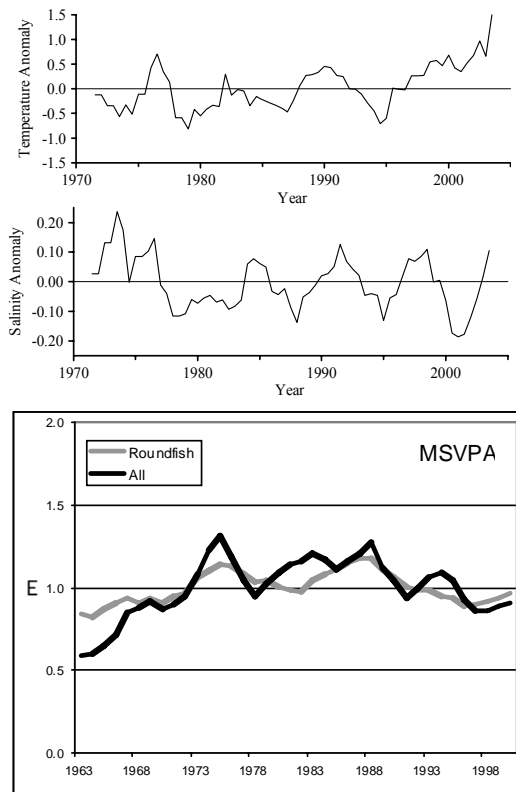 Temperature Anomaly
1.5
1.0
0.5
0.0
-0.5
-1.0
-1.5
1970 1980 1990 2000
Year
Salinity Anomaly
0.20
0.10
0.00
-0.10
-0.20
1970 1980 1990 2000
Year
2.0
Roundfish
All
MSVPA
1.5
E
1.0
0.5
0.0
1963 1968 1973 1978 1983 1988 1993 1998